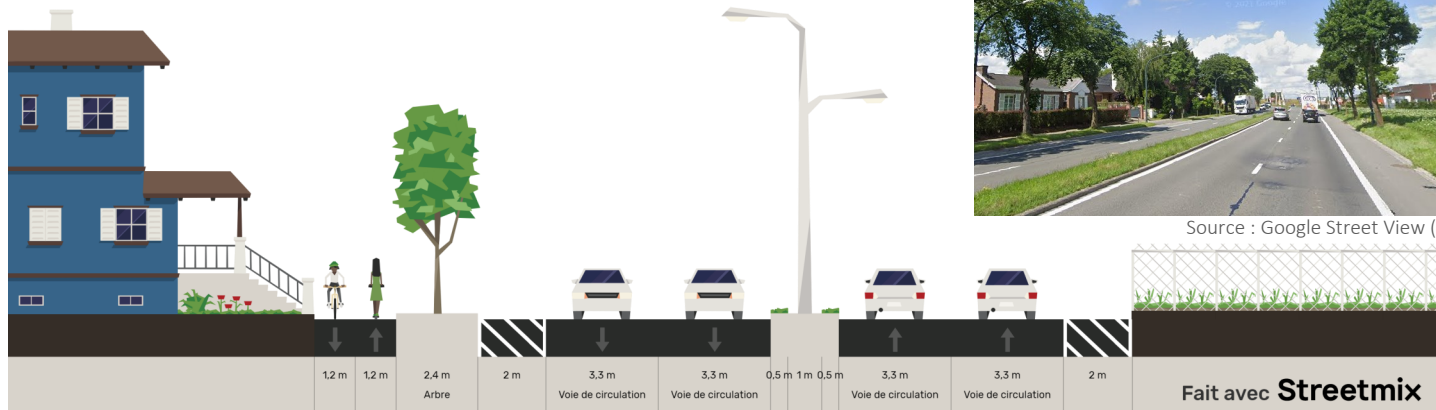 © 2023 Google
Source : Google Street View (
1,2 m
1,2 m
2,4 m
2 m
3,3 m
3,3 m
0,5 m
1 m
0,5 m
3,3 m
3,3 m
2 m
Arbre
Voie de circulation
Voie de circulation
Voie de circulation
Voie de circulation
Fait avec Streetmix